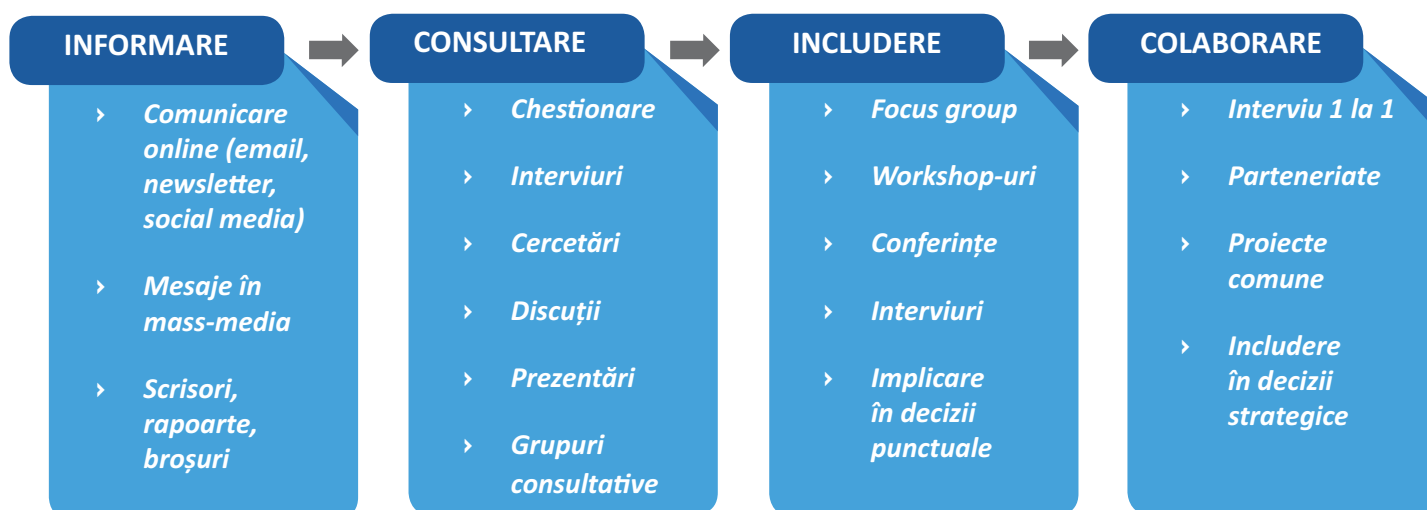 INFORMARE
› Comunicare
online (email,
newsletter,
social media)
› Mesaje în
mass-media
› Scrisori,
rapoarte,
broșuri
CONSULTARE
› Chestionare
› Interviuri
› Cercetări
› Discuții
› Prezentări
› Grupuri
consultative
INCLUDERE
› Focus group
› Workshop-uri
› Conferințe
› Interviuri
› Implicare
în decizii
punctuale
COLABORARE
› Interviu 1 la 1
› Parteneriate
› Proiecte
comune
› Includere
în decizii
strategice